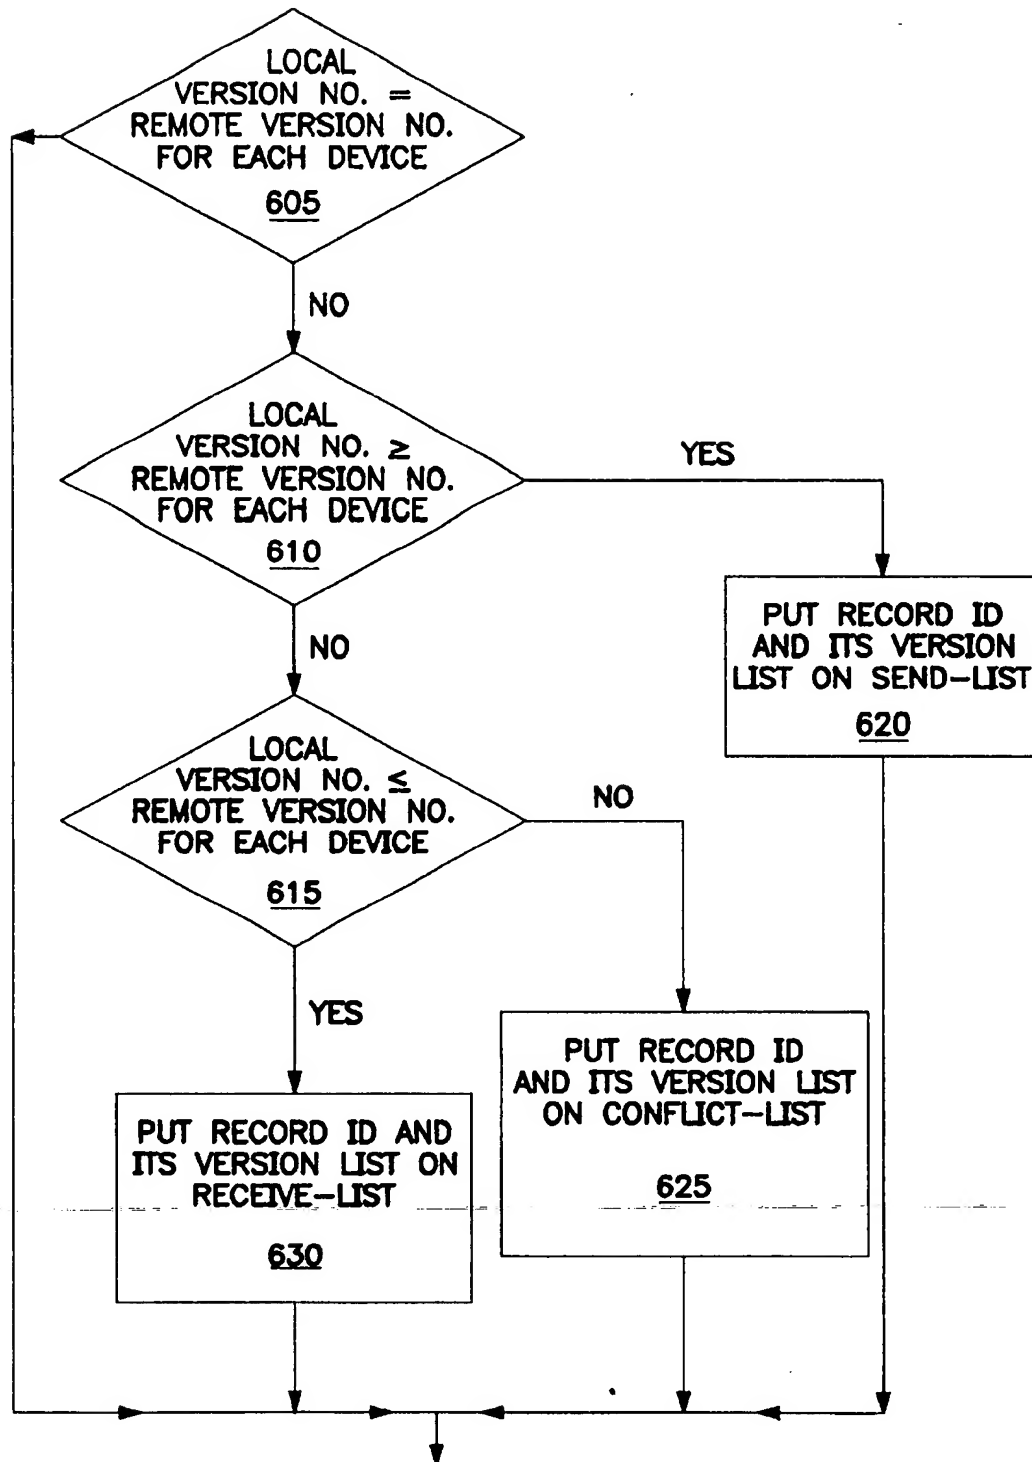 LOCAL
VERSION NO. =
REMOTE VERSION NO.
FOR EACH DEVICE
605
NO
LOCAL
VERSION NO. ≥
REMOTE VERSION NO.
FOR EACH DEVICE
610
YES
NO
PUT RECORD ID
AND ITS VERSION
LIST ON SEND-LIST
620
LOCAL
VERSION NO. ≤
REMOTE VERSION NO.
FOR EACH DEVICE
615
NO
YES
PUT RECORD ID
AND ITS VERSION LIST
ON CONFLICT-LIST
625
PUT RECORD ID AND
ITS VERSION LIST ON
RECEIVE-LIST
630